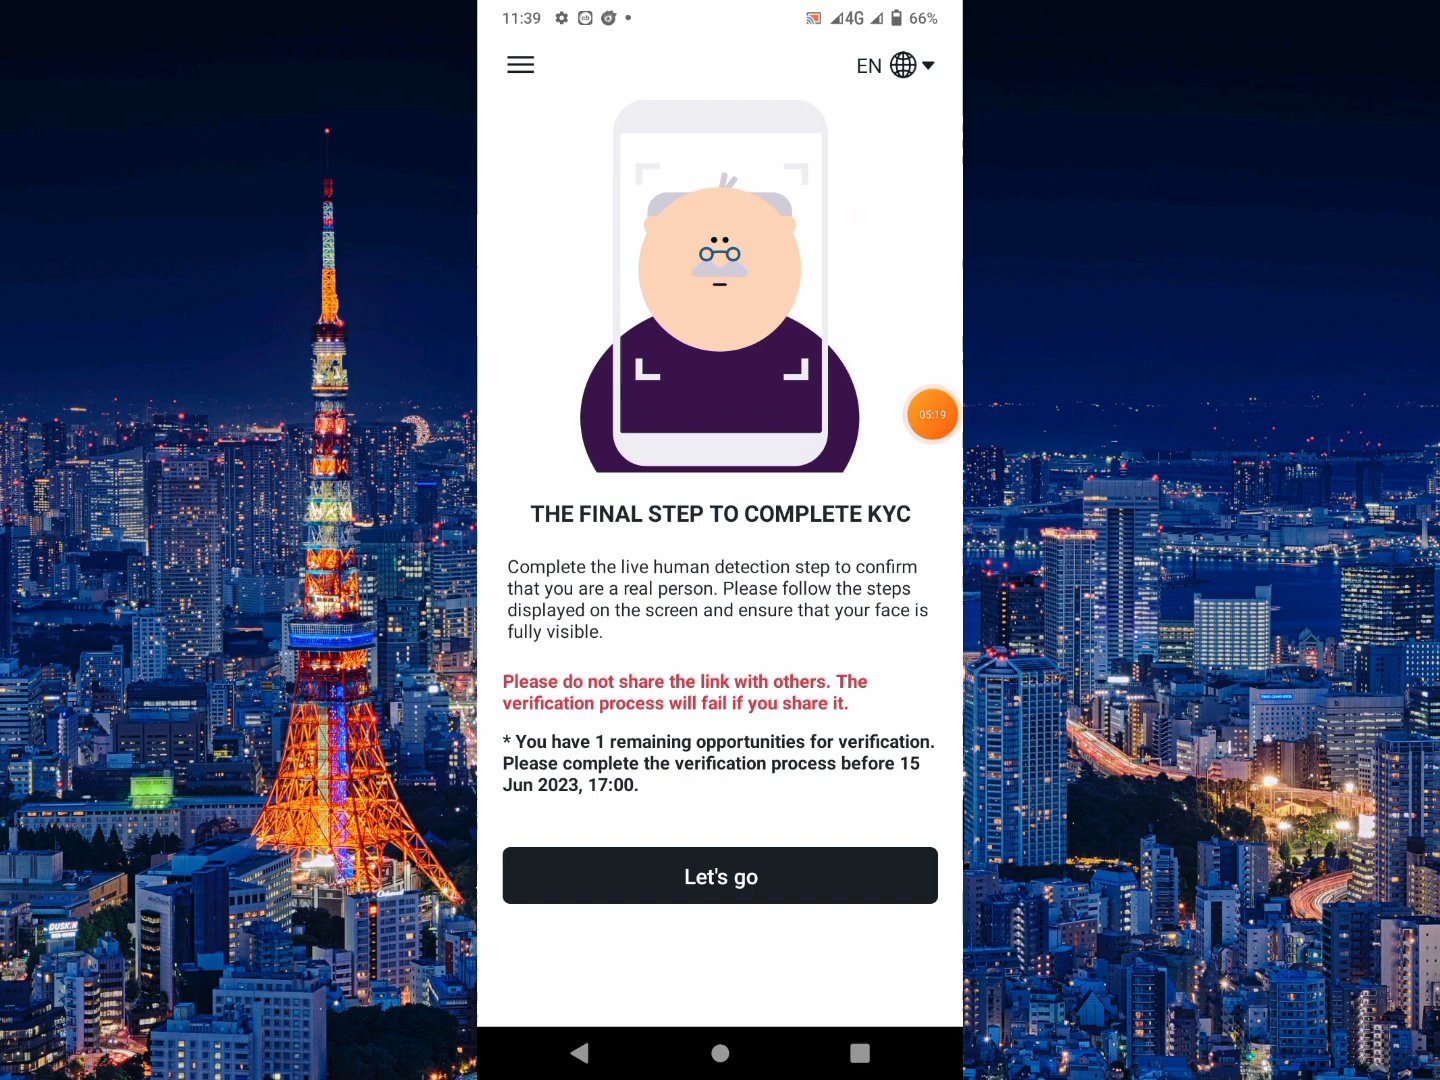 11:39
4G
66%
EN
05:19
THE FINAL STEP TO COMPLETE KYC
Complete the live human detection step to confirm
that you are a real person. Please follow the steps
displayed on the screen and ensure that your face is
fully visible.
Please do not share the link with others. The
verification process will fail if you share it.
* You have 1 remaining opportunities for verification.
Please complete the verification process before 15
Jun 2023, 17:00.
Let's go
DUSKIN